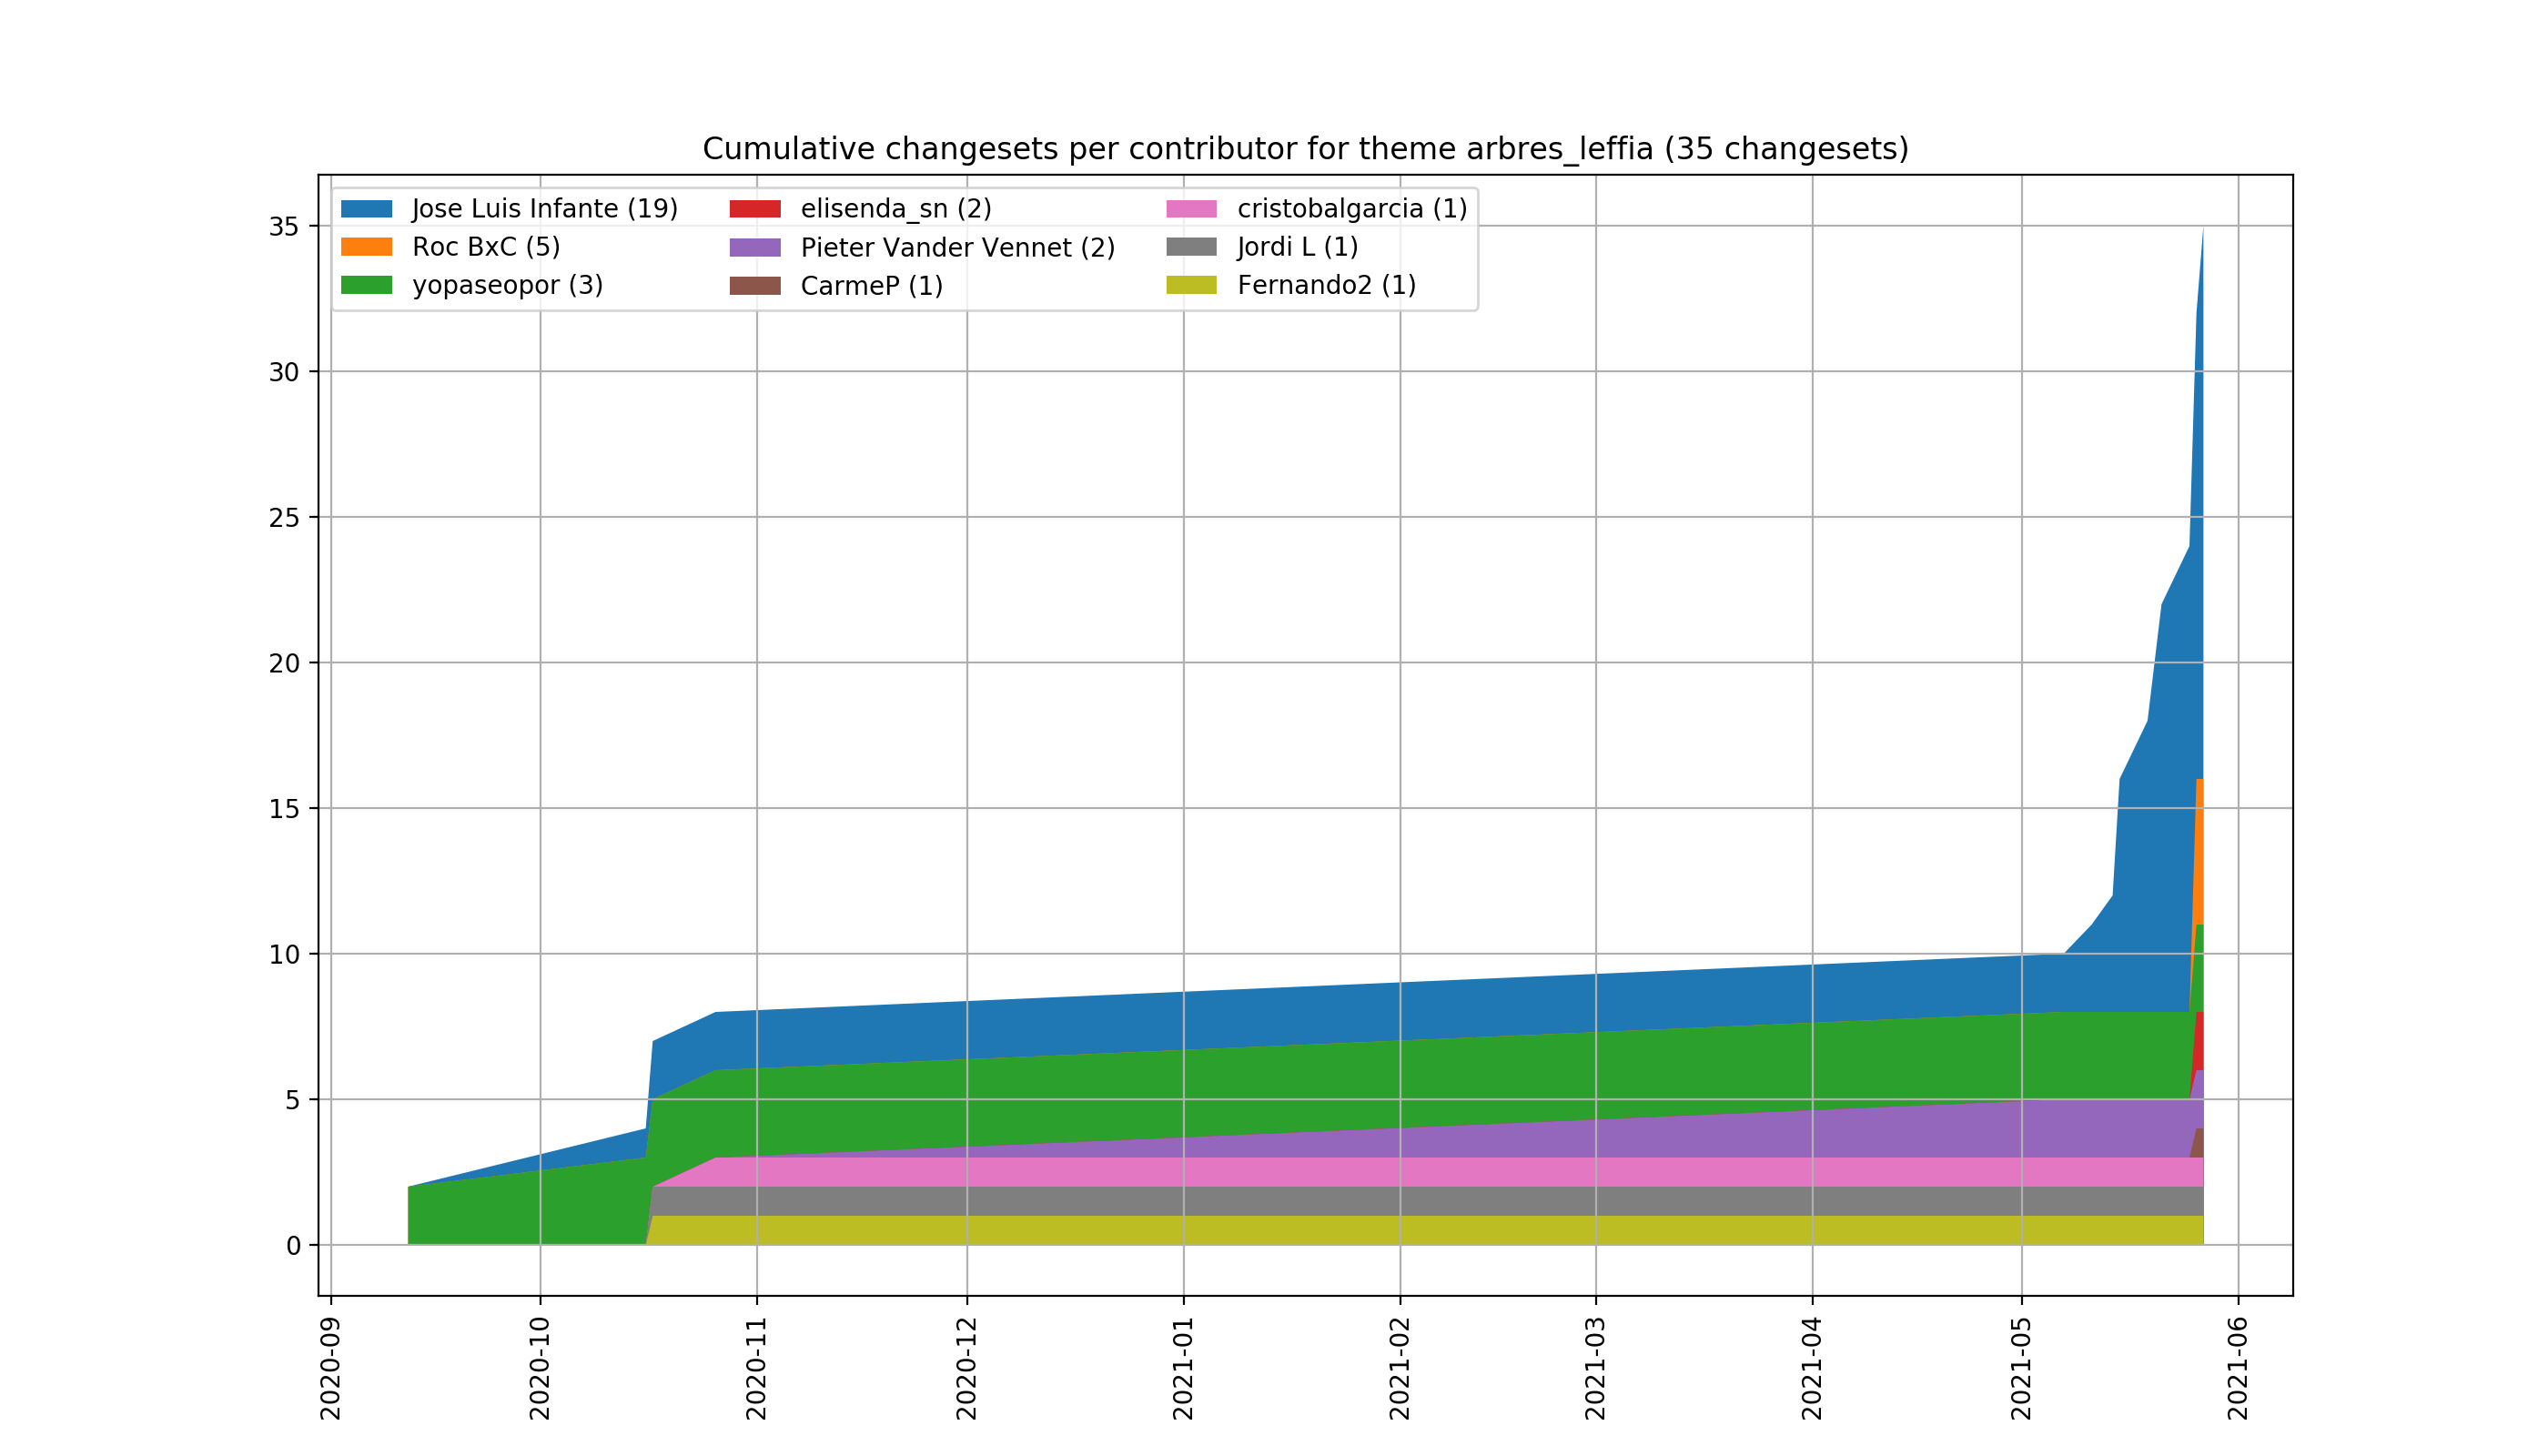 Cumulative changesets per contributor for theme arbres_leffia (35 changesets)
Jose Luis Infante (19)
Roc BxC (5)
yopaseopor (3)
elisenda_sn (2)
Pieter Vander Vennet (2)
CarmeP (1)
cristobalgarcia (1)
Jordi L (1)
Fernando2 (1)
35
30
25
20
15
10
5
0
2020-09
2020-10
2020-11
2020-12
2021-01
2021-02
2021-03
2021-04
2021-05
2021-06